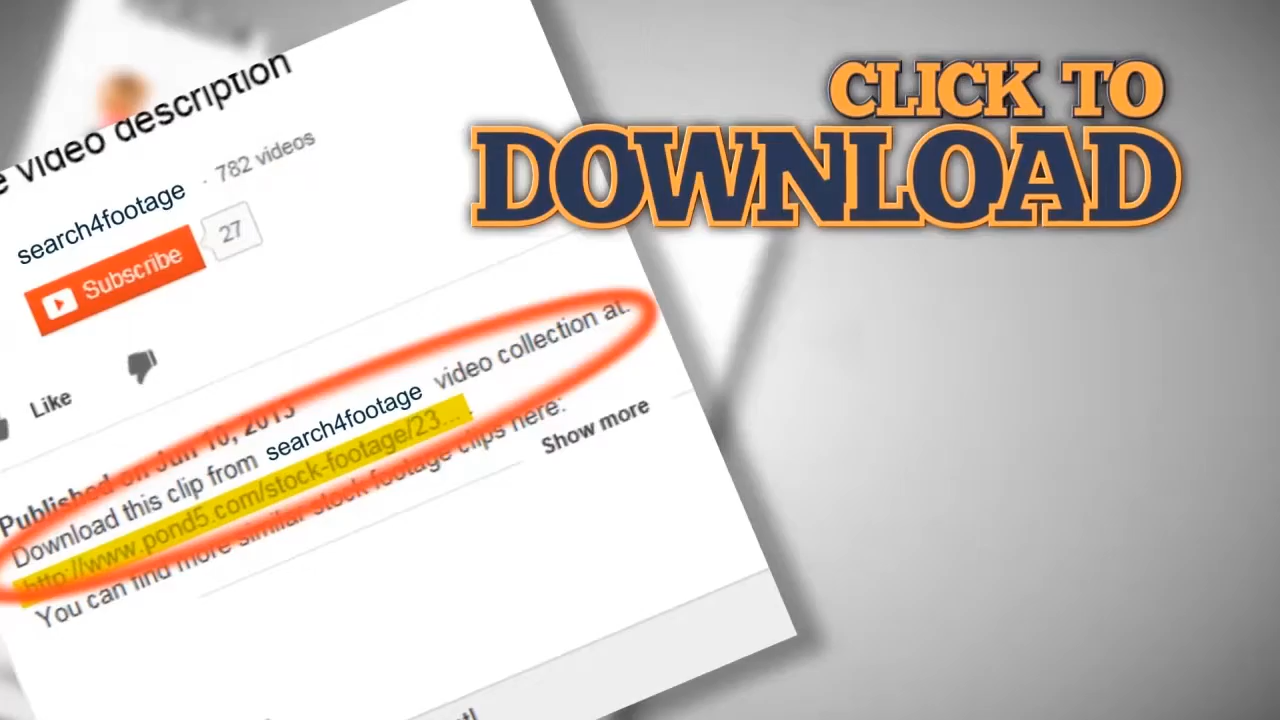 CLICK TO
DOWNLOAD
e video description
search4footage · 782 videos
Subscribe 27
Like
Published on Jun 10, 2013
Download this clip from search4footage video collection at:
http://www.pond5.com/stock-footage/23...
You can find more similar stock footage clips here:
Show more